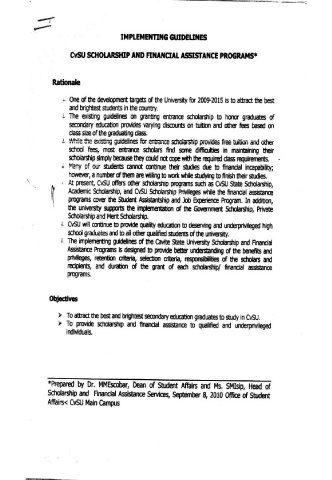 IMPLEMENTING GUIDELINES
CvSU SCHOLARSHIP AND FINANCIAL ASSISTANCE PROGRAMS*
Rationale
One of the development targets of the University for 2009-2015 is to attract the best
and brightest students in the country.
The existing guidelines on granting entrance scholarship to honor graduates of
secondary education provides varying discounts on tuition and other fees based on
class size of the graduating class.
While the existing guidelines for entrance scholarship provides free tuition and other
school fees, most entrance scholars find some difficulties in maintaining their
scholarship simply because they could not cope with the required class requirements.
Many of our students cannot continue their studies due to financial incapability;
however, a number of them are willing to work while studying to finish their studies.
At present, CvSU offers other scholarship programs such as CvSU State Scholarship,
Academic Scholarship, and CvSU Scholarship Privileges while the financial assistance
programs cover the Student Assistantship and Job Experience Program. In addition,
the university supports the implementation of the Government Scholarship, Private
Scholarship and Merit Scholarship.
CvSU will continue to provide quality education to deserving and underprivileged high
school graduates and to all other qualified students of the university.
The implementing guidelines of the Cavite State University Scholarship and Financial
Assistance Programs is designed to provide better understanding of the benefits and
privileges, retention criteria, selection criteria, responsibilities of the scholars and
recipients, and duration of the grant of each scholarship/ financial assistance
programs.
Objectives
➢ To attract the best and brightest secondary education graduates to study in CvSU.
➢ To provide scholarship and financial assistance to qualified and underprivileged
individuals.
*Prepared by Dr. MMEscobar, Dean of Student Affairs and Ms. SMIsip, Head of
Scholarship and Financial Assistance Services, September 8, 2010 Office of Student
Affairs< CvSU Main Campus